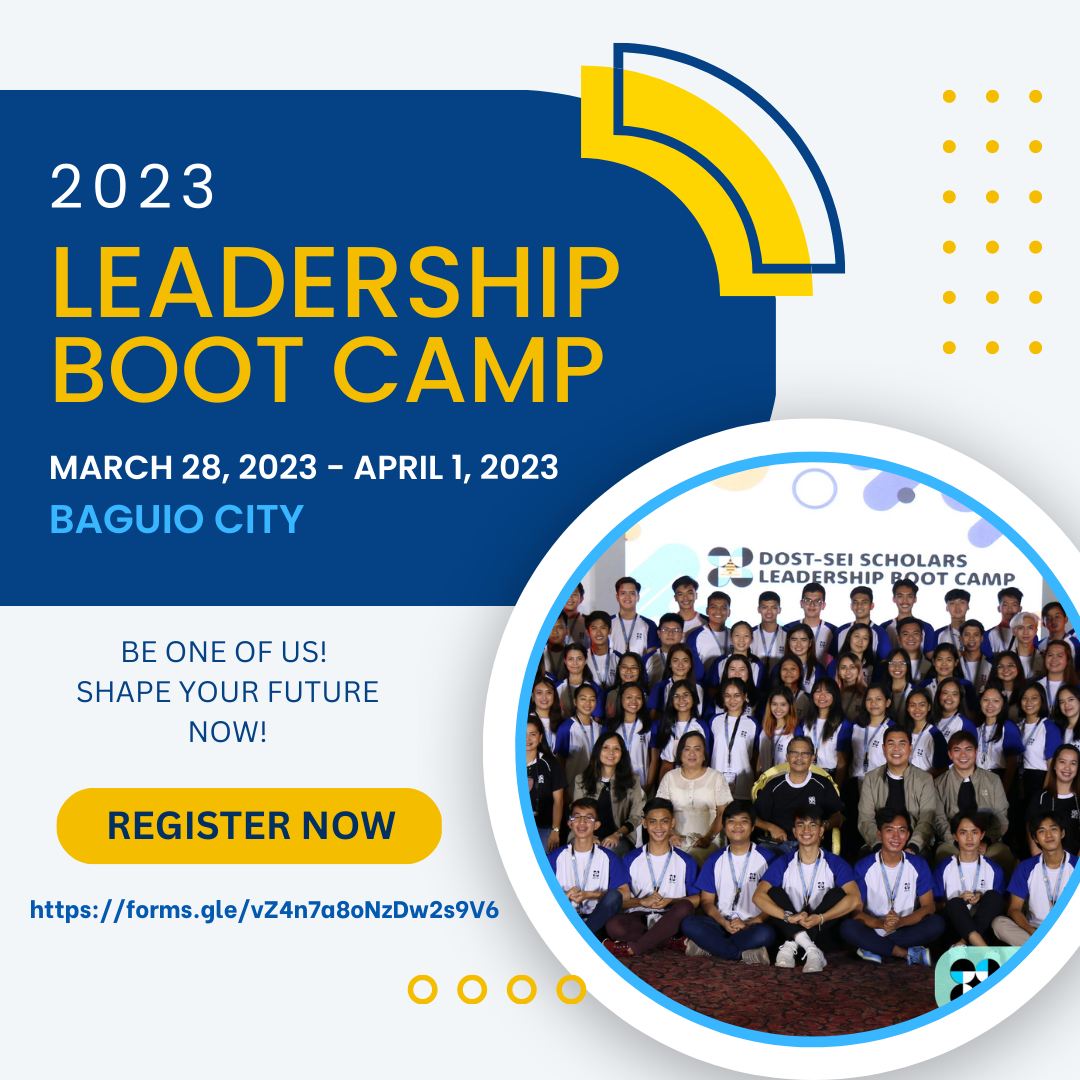 2023
LEADERSHIP
BOOT CAMP
MARCH 28, 2023 - APRIL 1, 2023
BAGUIO CITY
DOST-SEI SCHOLARS
LEADERSHIP BOOT CAMP
BE ONE OF US!
SHAPE YOUR FUTURE
NOW!
REGISTER NOW
https://forms.gle/vZ4n7a8oNzDw2s9V6